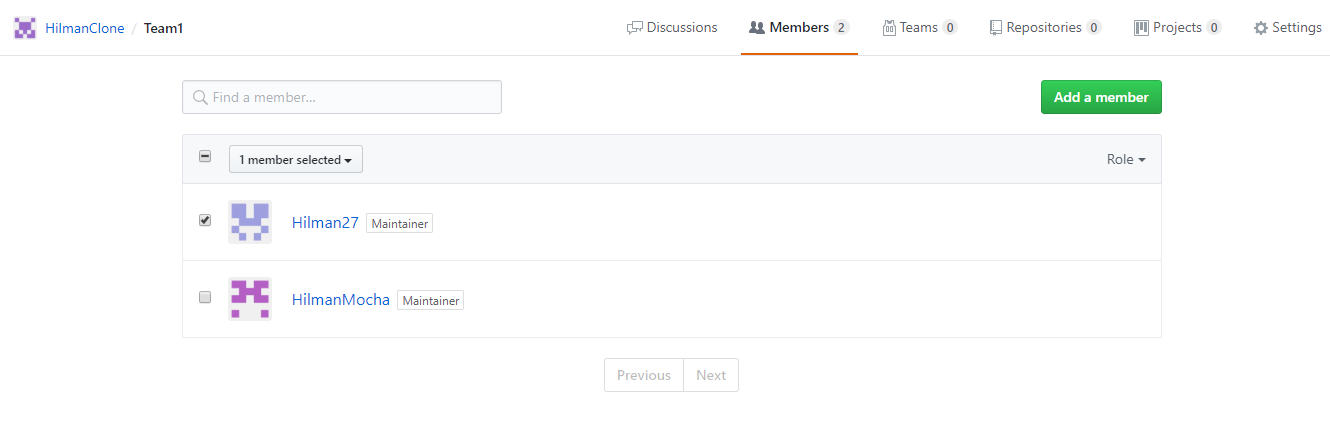 HilmanClone / Team1 Discussions Members 2 Teams 0 Repositories 0 Projects 0 Settings
Find a member... Add a member
1 member selected Role
Hilman27 Maintainer
HilmanMocha Maintainer
Previous Next